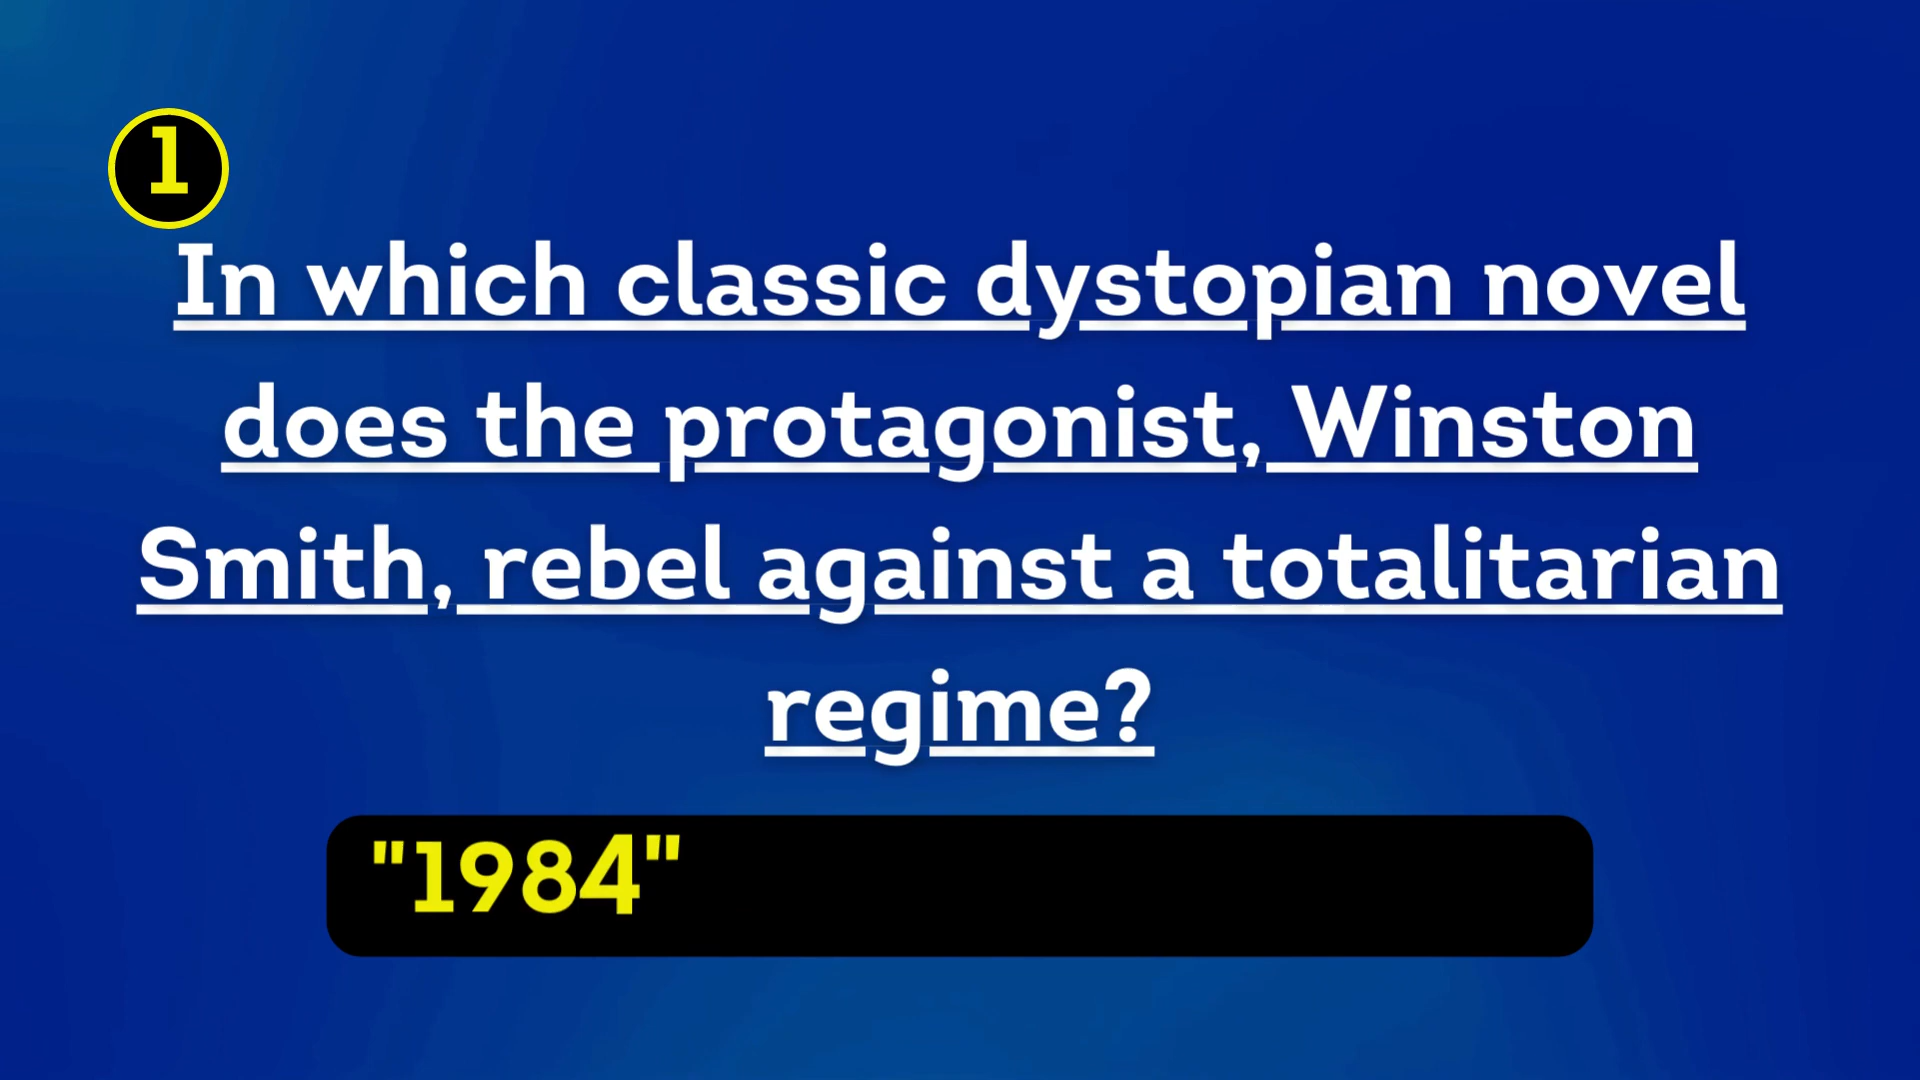 1
In which classic dystopian novel
does the protagonist, Winston
Smith, rebel against a totalitarian
regime?
"1984"